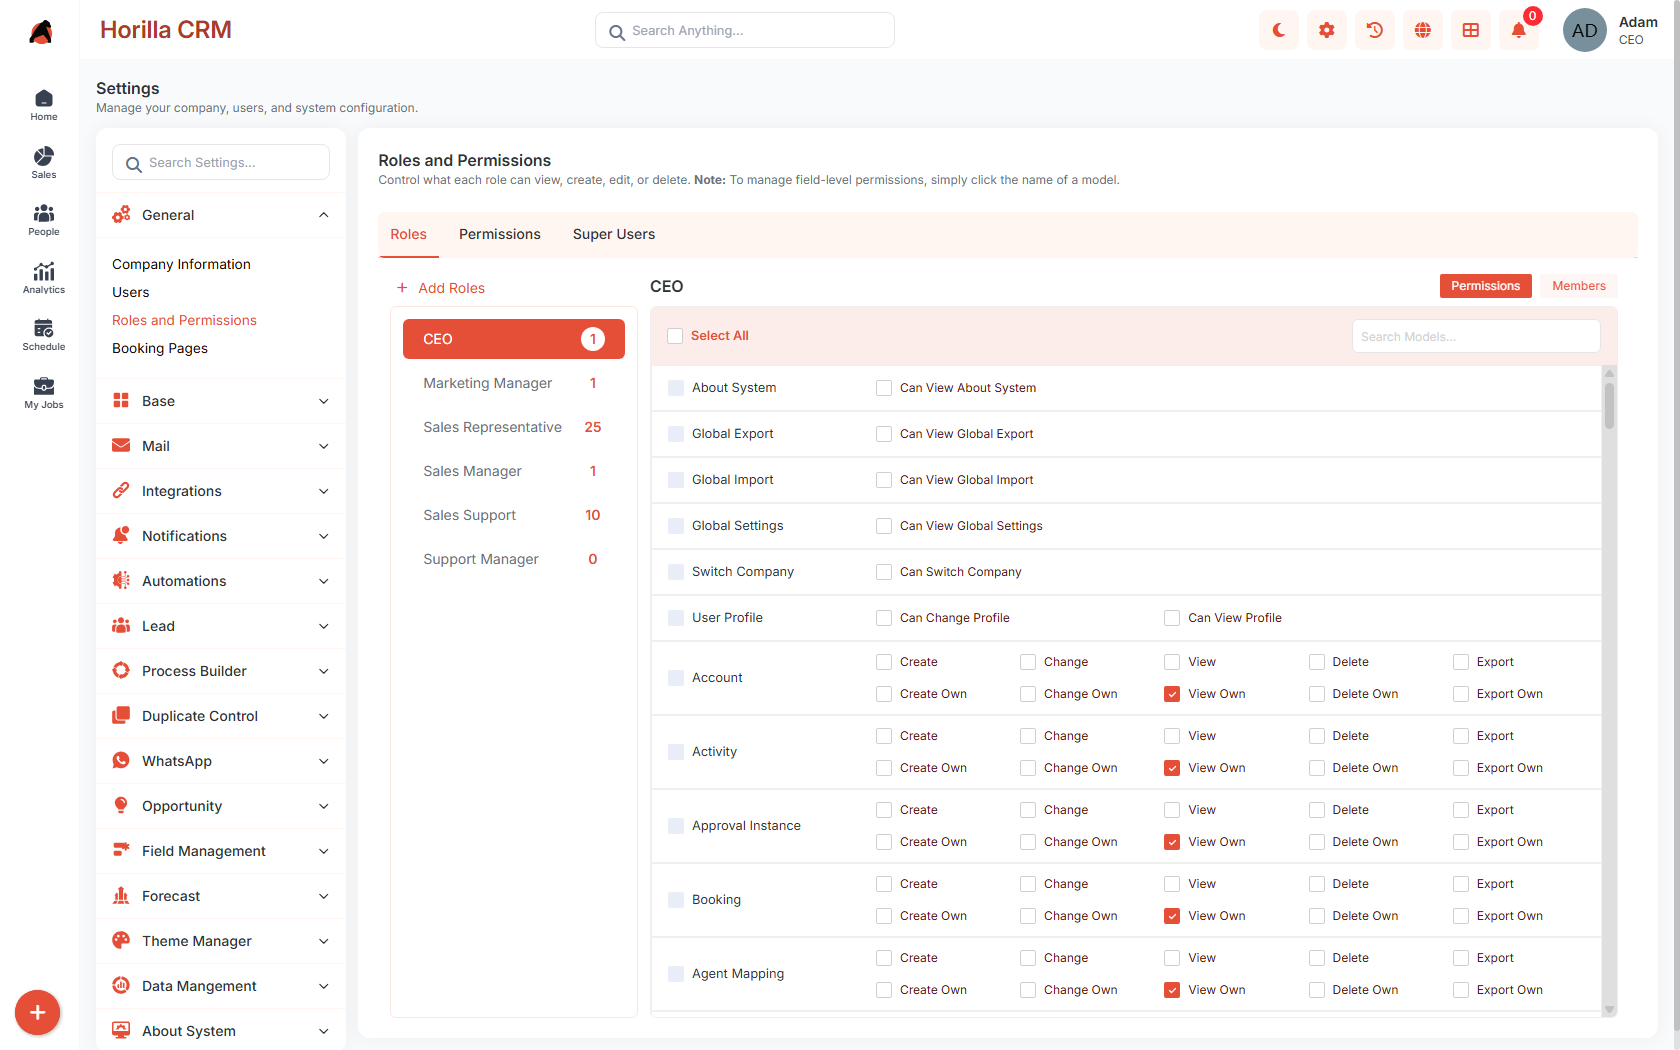 Horilla CRM
Search Anything...
0
AD
Adam
CEO
Home
Sales
People
Analytics
Schedule
My Jobs
Settings
Manage your company, users, and system configuration.
Search Settings...
General
Company Information
Users
Roles and Permissions
Booking Pages
Base
Mail
Integrations
Notifications
Automations
Lead
Process Builder
Duplicate Control
WhatsApp
Opportunity
Field Management
Forecast
Theme Manager
Data Mangement
About System
Roles and Permissions
Control what each role can view, create, edit, or delete. Note: To manage field-level permissions, simply click the name of a model.
Roles Permissions Super Users
+ Add Roles
CEO 1
Marketing Manager 1
Sales Representative 25
Sales Manager 1
Sales Support 10
Support Manager 0
CEO
Permissions Members
Select All
Search Models...
About System Can View About System
Global Export Can View Global Export
Global Import Can View Global Import
Global Settings Can View Global Settings
Switch Company Can Switch Company
User Profile Can Change Profile Can View Profile
Account
Create Change View Delete Export
Create Own Change Own View Own Delete Own Export Own
Activity
Create Change View Delete Export
Create Own Change Own View Own Delete Own Export Own
Approval Instance
Create Change View Delete Export
Create Own Change Own View Own Delete Own Export Own
Booking
Create Change View Delete Export
Create Own Change Own View Own Delete Own Export Own
Agent Mapping
Create Change View Delete Export
Create Own Change Own View Own Delete Own Export Own